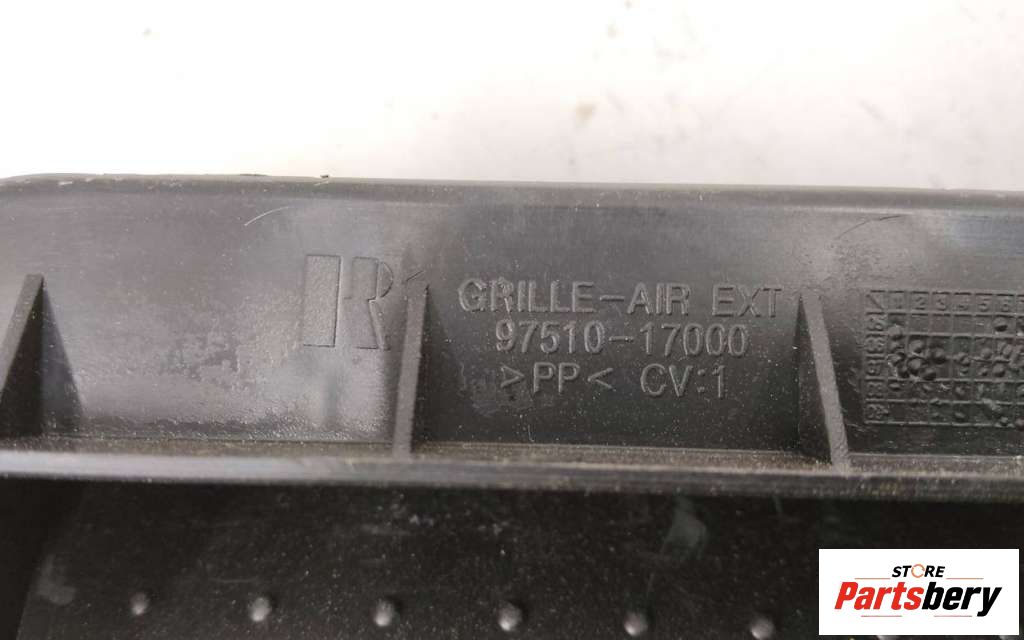 R
GRILLE-AIR EXT
97510-17000
>PP< CV:1
STORE
Partsbery